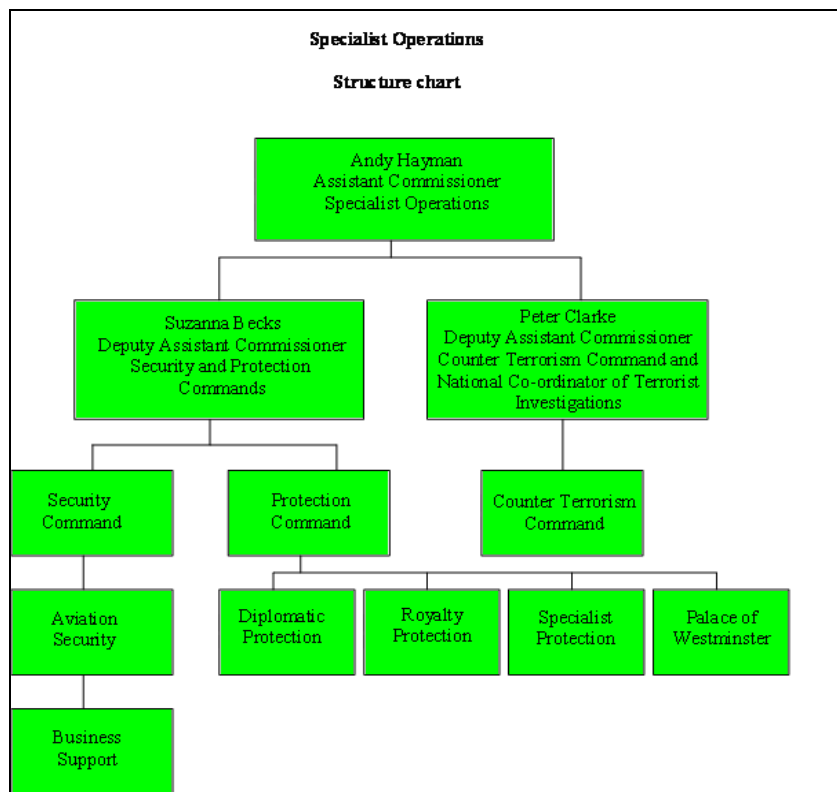 Specialist Operations
Structure chart
Andy Hayman
Assistant Commissioner
Specialist Operations
Suzanna Becks
Deputy Assistant Commissioner
Security and Protection
Commands
Peter Clarke
Deputy Assistant Commissioner
Counter Terrorism Command and
National Co-ordinator of Terrorist
Investigations
Security
Command
Protection
Command
Counter Terrorism
Command
Aviation
Security
Diplomatic
Protection
Royalty
Protection
Specialist
Protection
Palace of
Westminster
Business
Support